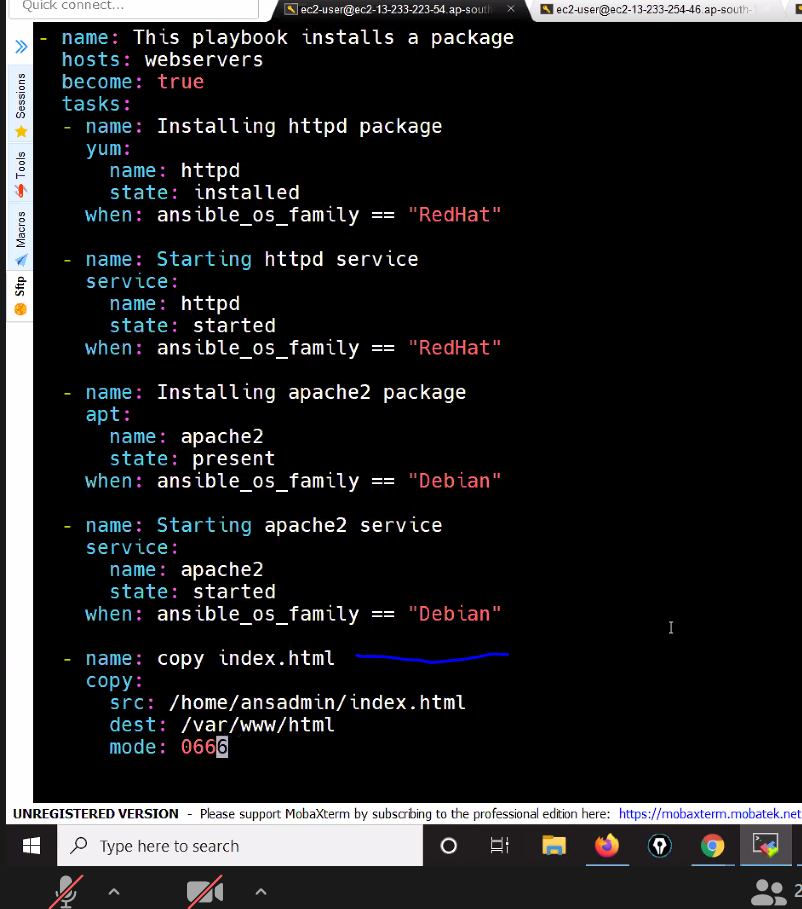 Quick connect...
ec2-user@ec2-13-233-223-54.ap-south
ec2-user@ec2-13-233-254-46.ap-south-1
- name: This playbook installs a package
  hosts: webservers
  become: true
  tasks:
  - name: Installing httpd package
    yum:
      name: httpd
      state: installed
    when: ansible_os_family == "RedHat"
  - name: Starting httpd service
    service:
      name: httpd
      state: started
    when: ansible_os_family == "RedHat"
  - name: Installing apache2 package
    apt:
      name: apache2
      state: present
    when: ansible_os_family == "Debian"
  - name: Starting apache2 service
    service:
      name: apache2
      state: started
    when: ansible_os_family == "Debian"
  - name: copy index.html
    copy:
      src: /home/ansadmin/index.html
      dest: /var/www/html
      mode: 0666
Sessions
Tools
Macros
Sftp
UNREGISTERED VERSION - Please support MobaXterm by subscribing to the professional edition here: https://mobaxterm.mobatek.net
Type here to search
2